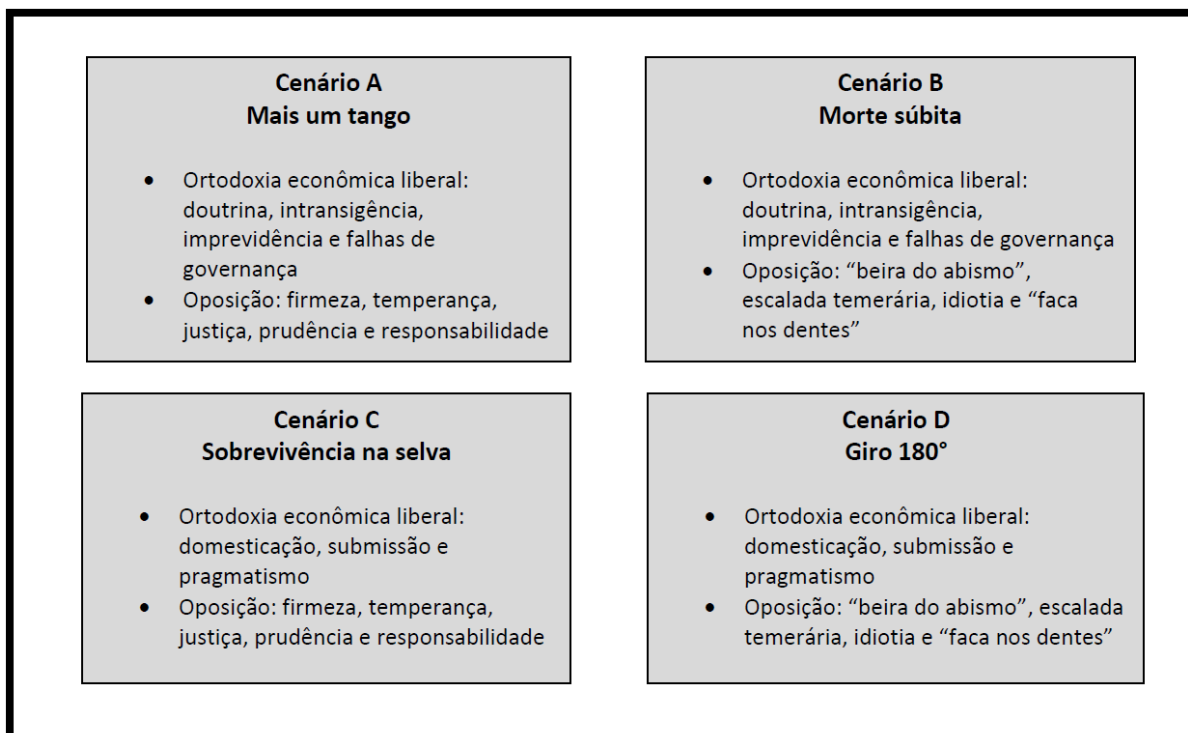 Cenário A
Mais um tango
• Ortodoxia econômica liberal:
doutrina, intransigência,
imprevidência e falhas de
governança
• Oposição: firmeza, temperança,
justiça, prudência e responsabilidade
Cenário B
Morte súbita
• Ortodoxia econômica liberal:
doutrina, intransigência,
imprevidência e falhas de governança
• Oposição: “beira do abismo”,
escalada temerária, idiotia e “faca
nos dentes”
Cenário C
Sobrevivência na selva
• Ortodoxia econômica liberal:
domesticação, submissão e
pragmatismo
• Oposição: firmeza, temperança,
justiça, prudência e responsabilidade
Cenário D
Giro 180°
• Ortodoxia econômica liberal:
domesticação, submissão e
pragmatismo
• Oposição: “beira do abismo”, escalada
temerária, idiotia e “faca nos dentes”